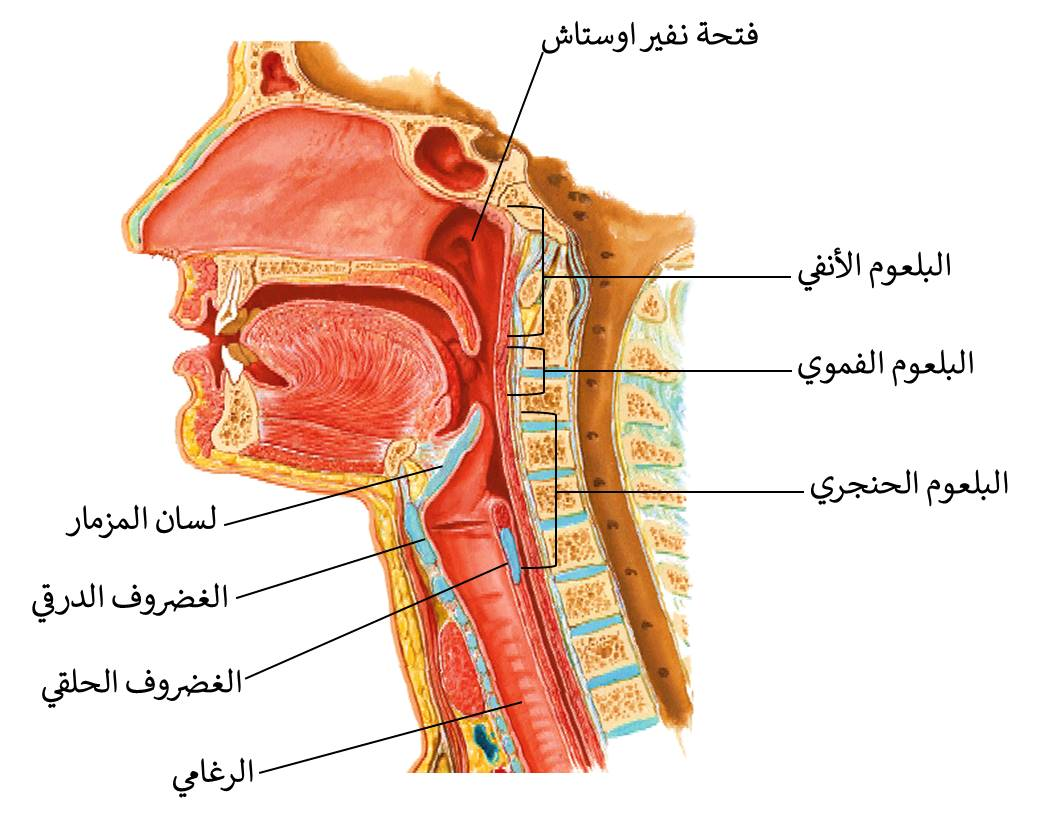 فتحة نفير اوستاش
البلعوم الأنفي
البلعوم الفموي
البلعوم الحنجري
لسان المزمار
الغضروف الدرقي
الغضروف الحلقي
الرغامي